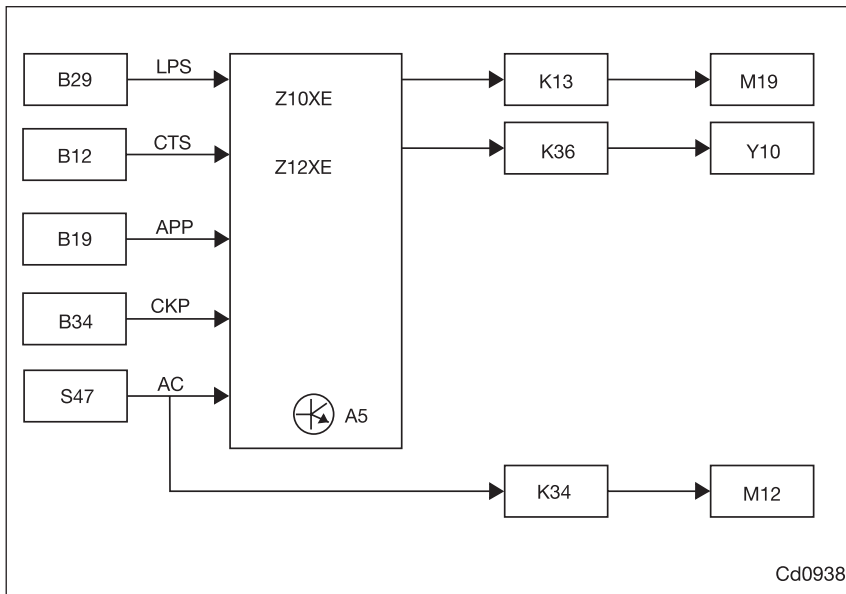 B29
LPS
Z10XE
K13
M19
B12
CTS
Z12XE
K36
Y10
B19
APP
B34
CKP
S47
AC
A5
K34
M12
Cd0938